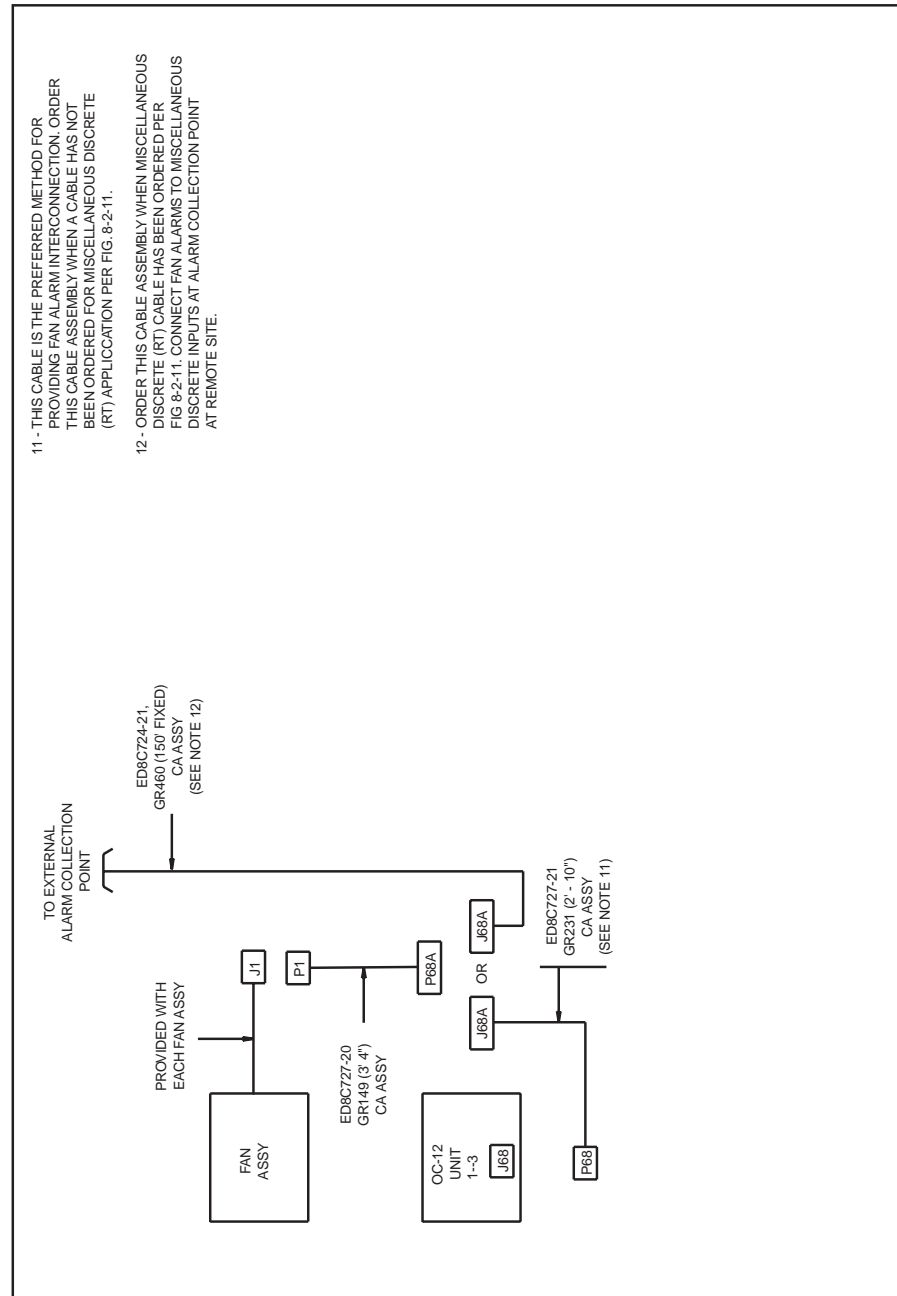 TO EXTERNAL
ALARM COLLECTION
POINT
PROVIDED WITH
EACH FAN ASSY
FAN
ASSY
J1
P1
ED8C724-21,
GR460 (150' FIXED)
CA ASSY
(SEE NOTE 12)
ED8C727-20
GR149 (3' 4")
CA ASSY
P68A
OC-12
UNIT
1--3
J68
J68A
OR
J68A
ED8C727-21
GR231 (2' - 10")
CA ASSY
(SEE NOTE 11)
P68
11 - THIS CABLE IS THE PREFERRED METHOD FOR
PROVIDING FAN ALARM INTERCONNECTION. ORDER
THIS CABLE ASSEMBLY WHEN A CABLE HAS NOT
BEEN ORDERED FOR MISCELLANEOUS DISCRETE
(RT) APPLICCATION PER FIG. 8-2-11.
12 - ORDER THIS CABLE ASSEMBLY WHEN MISCELLANEOUS
DISCRETE (RT) CABLE HAS BEEN ORDERED PER
FIG 8-2-11. CONNECT FAN ALARMS TO MISCELLANEOUS
DISCRETE INPUTS AT ALARM COLLECTION POINT
AT REMOTE SITE.